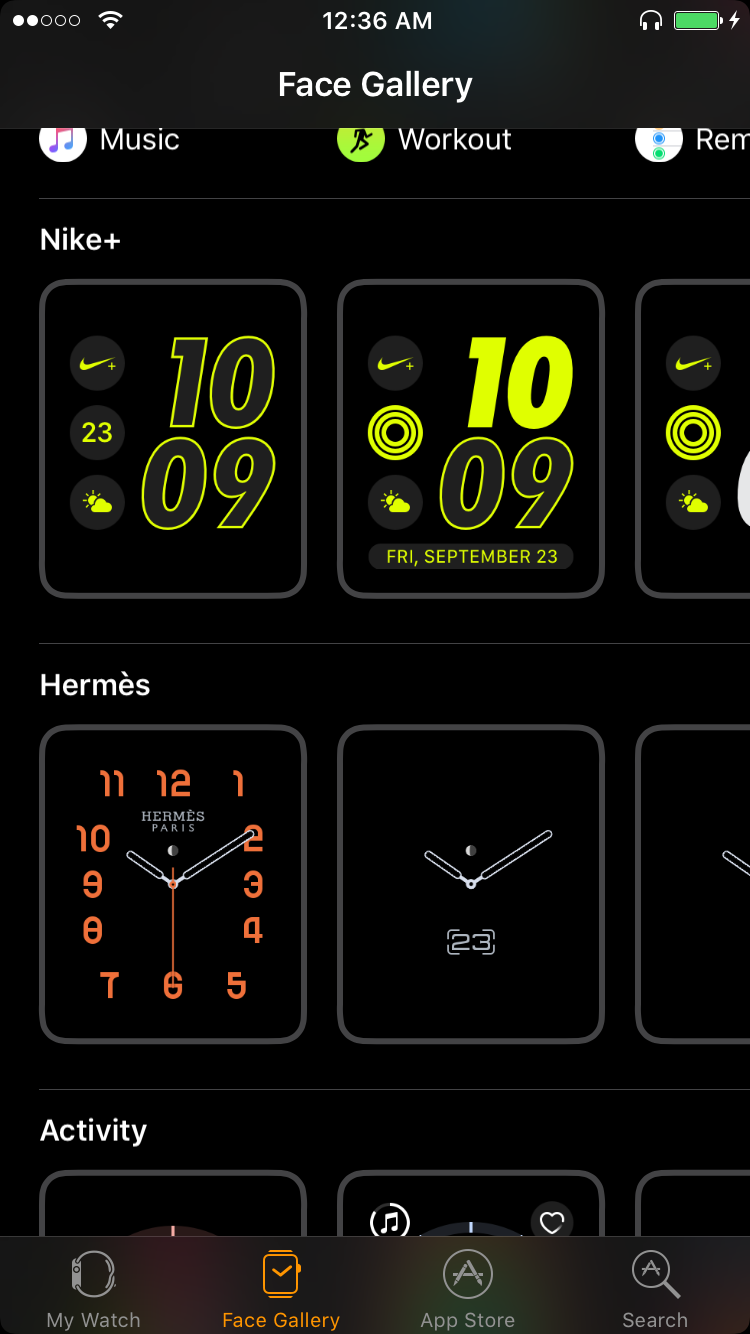 12:36 AM
Face Gallery
Music Workout Rem
Nike+
10
09
23
10
09
FRI, SEPTEMBER 23
Hermès
11 12 1
HERMÈS
PARIS
10 2
9 3
8 4
7 6 5
23
Activity
My Watch Face Gallery App Store Search